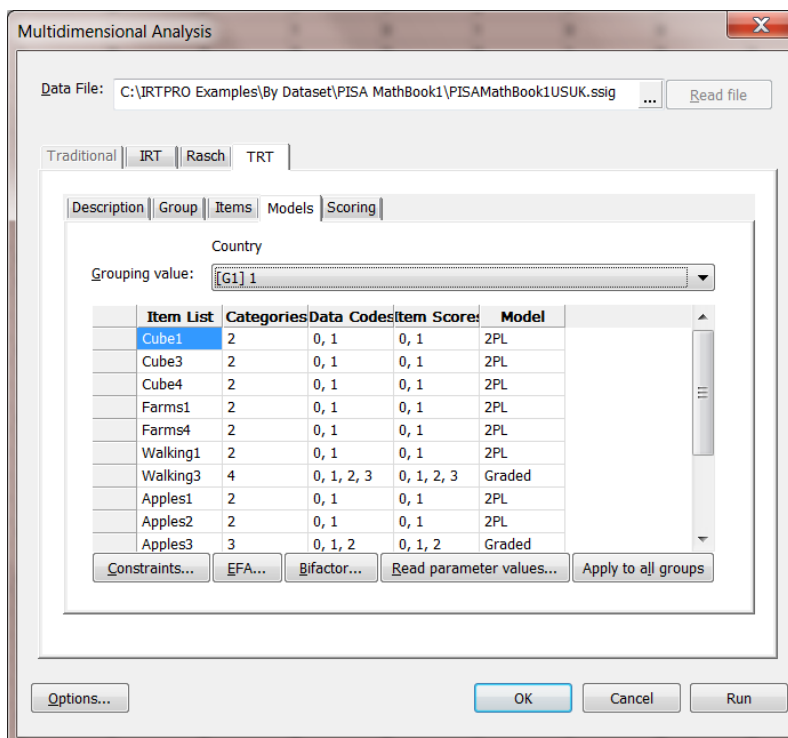 Multidimensional Analysis
X
Data File: C:\IRTPRO Examples\By Dataset\PISA MathBook1\PISAMathBook1USUK.ssig ... Read file
Traditional IRT Rasch TRT
Description Group Items Models Scoring
Country
Grouping value: [G1] 1
Item List Categories Data Codes Item Scores Model
Cube1 2 0, 1 0, 1 2PL
Cube3 2 0, 1 0, 1 2PL
Cube4 2 0, 1 0, 1 2PL
Farms1 2 0, 1 0, 1 2PL
Farms4 2 0, 1 0, 1 2PL
Walking1 2 0, 1 0, 1 2PL
Walking3 4 0, 1, 2, 3 0, 1, 2, 3 Graded
Apples1 2 0, 1 0, 1 2PL
Apples2 2 0, 1 0, 1 2PL
Apples3 3 0, 1, 2 0, 1, 2 Graded
Constraints... EFA... Bifactor... Read parameter values... Apply to all groups
Options... OK Cancel Run